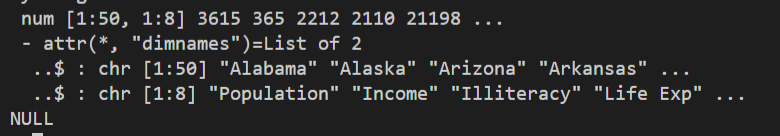 num [1:50, 1:8] 3615 365 2212 2110 21198 ...
- attr(*, "dimnames")=List of 2
..$ : chr [1:50] "Alabama" "Alaska" "Arizona" "Arkansas" ...
..$ : chr [1:8] "Population" "Income" "Illiteracy" "Life Exp" ...
NULL